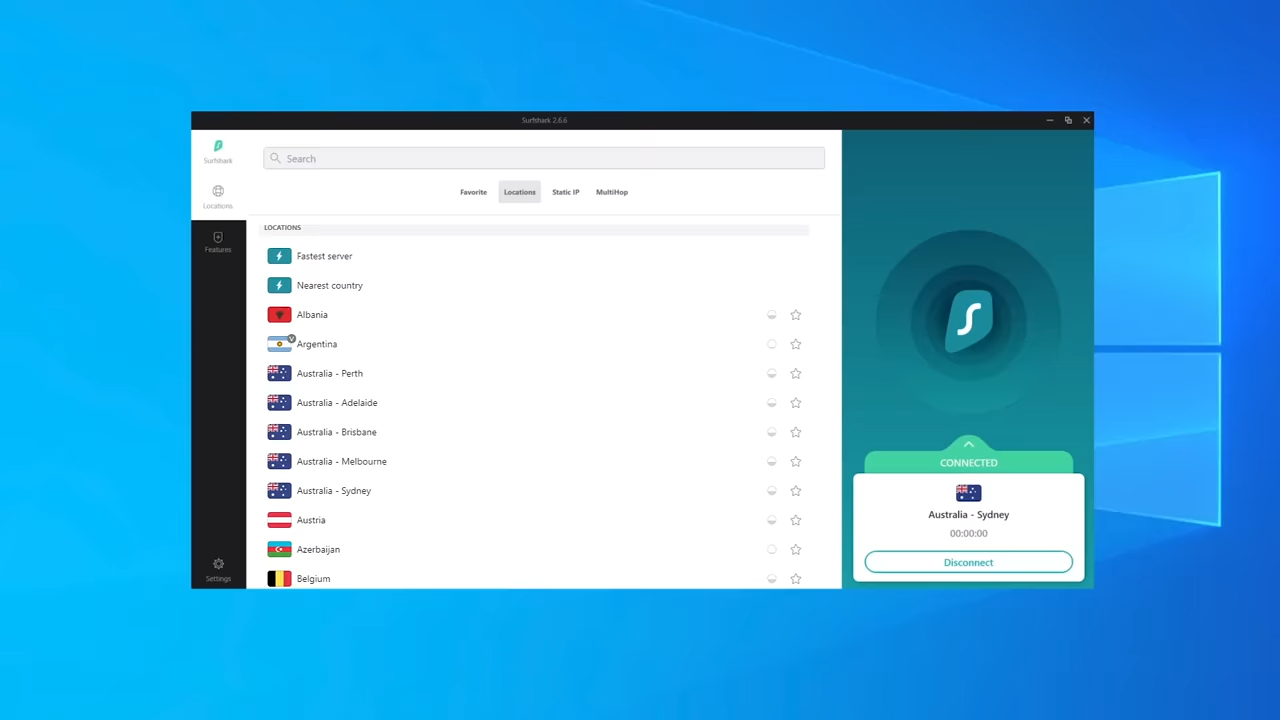 Surfshark 2.6.6
Surfshark
Locations
Features
Settings
Search
Favorite Locations Static IP MultiHop
LOCATIONS
Fastest server
Nearest country
Albania
V
Argentina
Australia - Perth
Australia - Adelaide
Australia - Brisbane
Australia - Melbourne
Australia - Sydney
Austria
Azerbaijan
Belgium
CONNECTED
Australia - Sydney
00:00:00
Disconnect